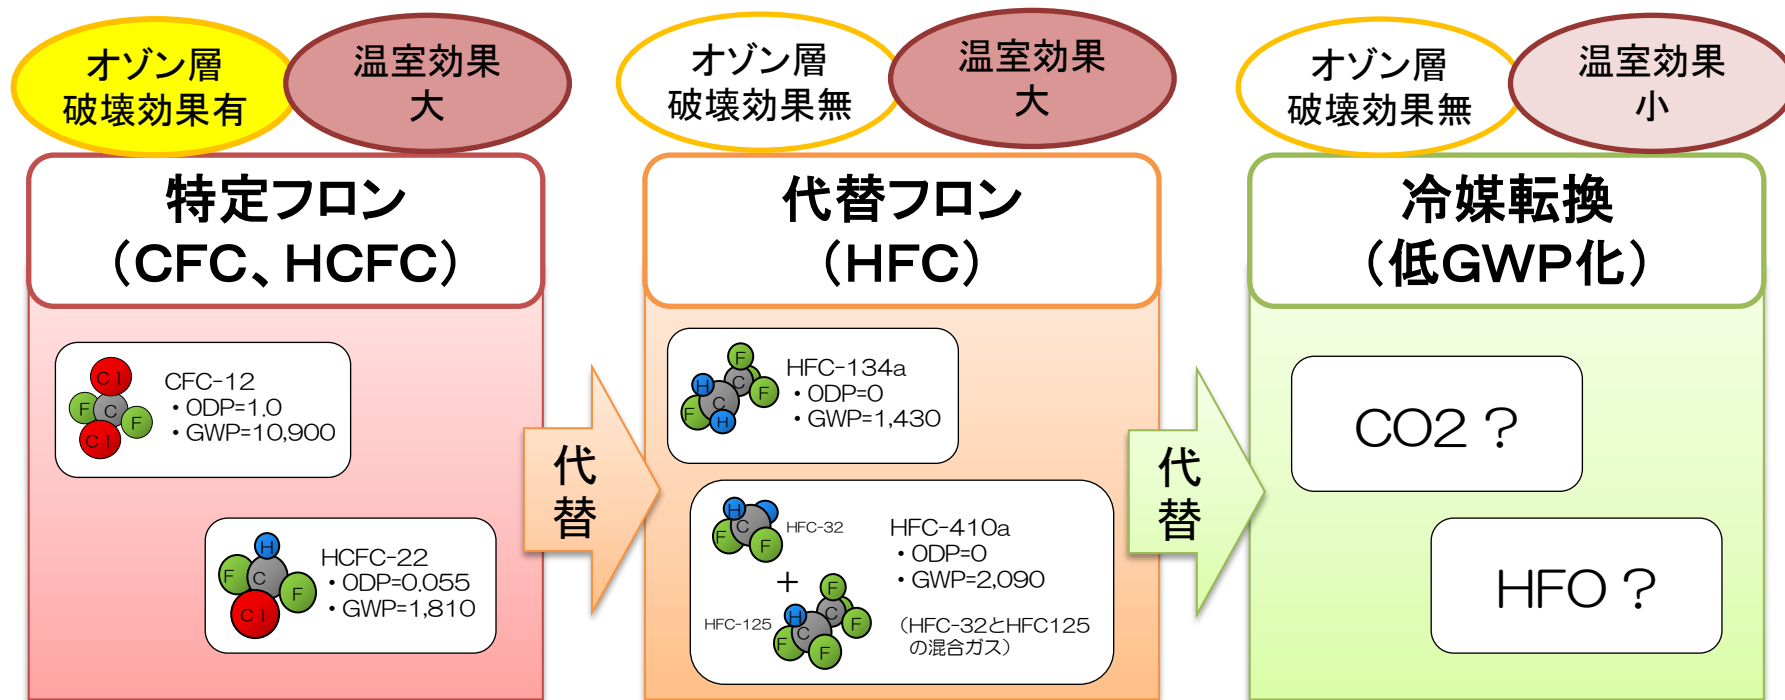 オゾン層
破壊効果有
温室効果
大
特定フロン
（CFC、HCFC）
Cl
F
C
F
Cl
CFC-12
・ODP=1.0
・GWP=10,900
H
F
C
F
Cl
HCFC-22
・ODP=0.055
・GWP=1,810
代
替
オゾン層
破壊効果無
温室効果
大
代替フロン
（HFC）
F
H
C
F
C
F
H
HFC-134a
・ODP=0
・GWP=1,430
H
C
F
F
HFC-32
+
HFC-125
F
H
C
F
C
F
F
HFC-410a
・ODP=0
・GWP=2,090
（HFC-32とHFC125
の混合ガス）
代
替
オゾン層
破壊効果無
温室効果
小
冷媒転換
（低GWP化）
CO2 ?
HFO ?